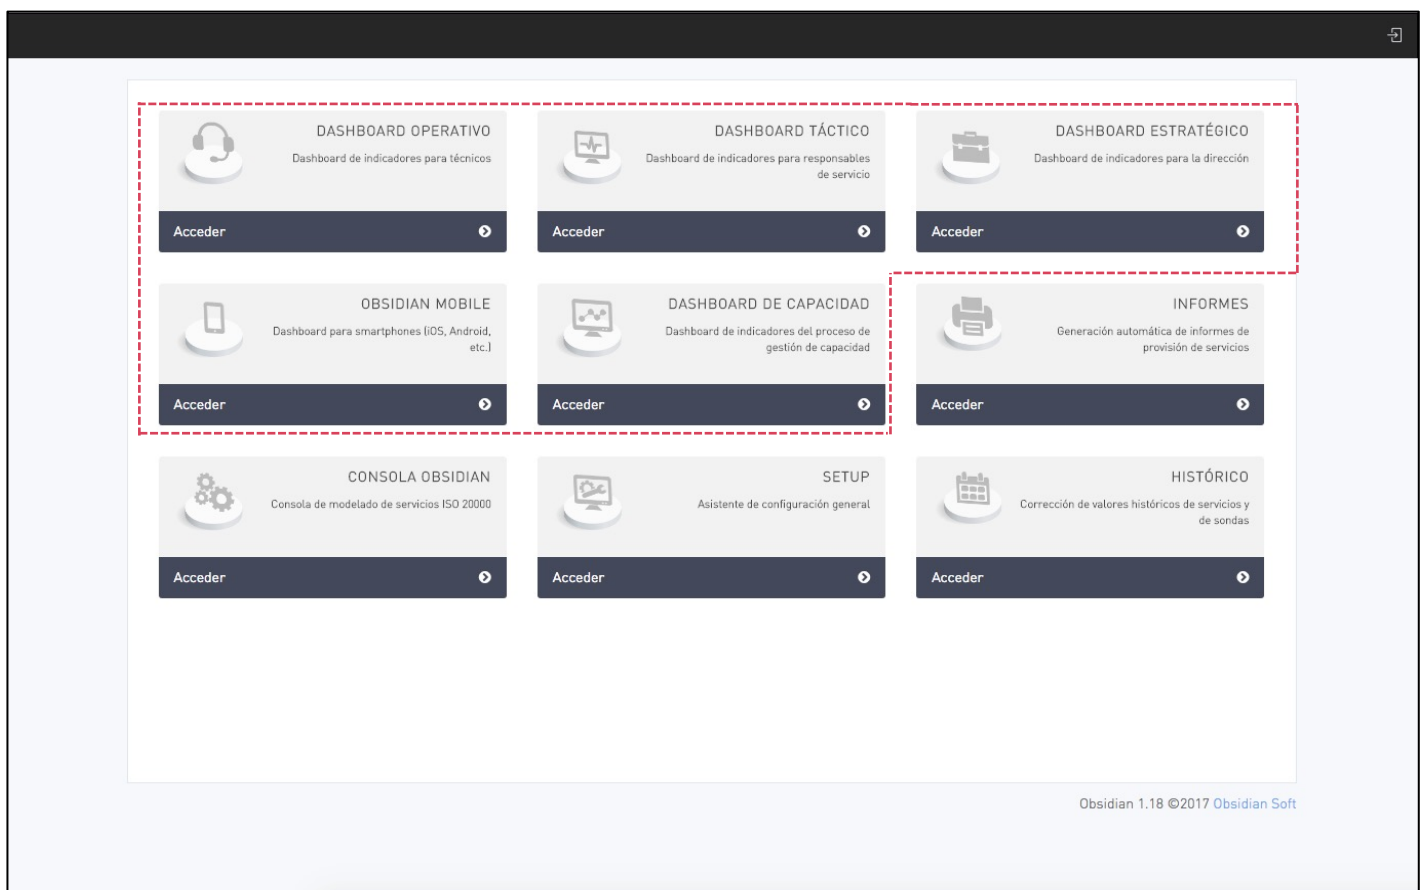 DASHBOARD OPERATIVO
Dashboard de indicadores para técnicos
Acceder
DASHBOARD TÁCTICO
Dashboard de indicadores para responsables
de servicio
Acceder
DASHBOARD ESTRATÉGICO
Dashboard de indicadores para la dirección
Acceder
OBSIDIAN MOBILE
Dashboard para smartphones (iOS, Android,
etc.)
Acceder
DASHBOARD DE CAPACIDAD
Dashboard de indicadores del proceso de
gestión de capacidad
Acceder
INFORMES
Generación automática de informes de
provisión de servicios
Acceder
CONSOLA OBSIDIAN
Consola de modelado de servicios ISO 20000
Acceder
SETUP
Asistente de configuración general
Acceder
HISTÓRICO
Corrección de valores históricos de servicios y
de sondas
Acceder
Obsidian 1.18 ©2017 Obsidian Soft